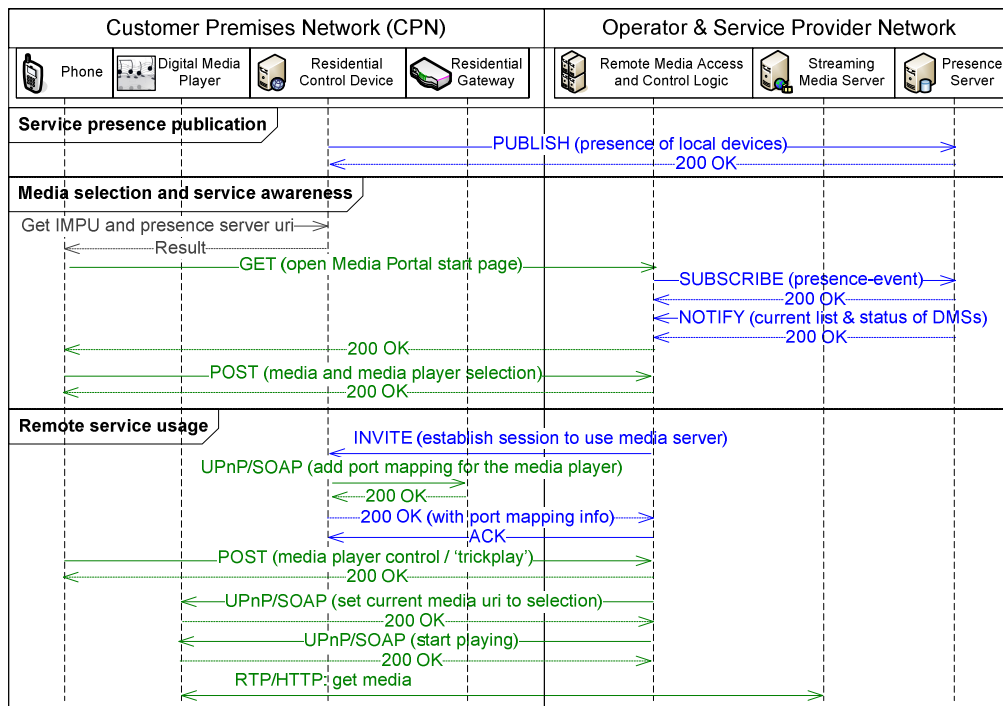 Customer Premises Network (CPN)
Operator & Service Provider Network
Phone
Digital Media
Player
Residential
Control Device
Residential
Gateway
Remote Media Access
and Control Logic
Streaming
Media Server
Presence
Server
Service presence publication
PUBLISH (presence of local devices)
200 OK
Media selection and service awareness
Get IMPU and presence server uri
Result
GET (open Media Portal start page)
SUBSCRIBE (presence-event)
200 OK
NOTIFY (current list & status of DMSs)
200 OK
200 OK
POST (media and media player selection)
200 OK
Remote service usage
INVITE (establish session to use media server)
UPnP/SOAP (add port mapping for the media player)
200 OK
200 OK (with port mapping info)
ACK
POST (media player control / ‘trickplay’)
200 OK
UPnP/SOAP (set current media uri to selection)
200 OK
UPnP/SOAP (start playing)
200 OK
RTP/HTTP: get media